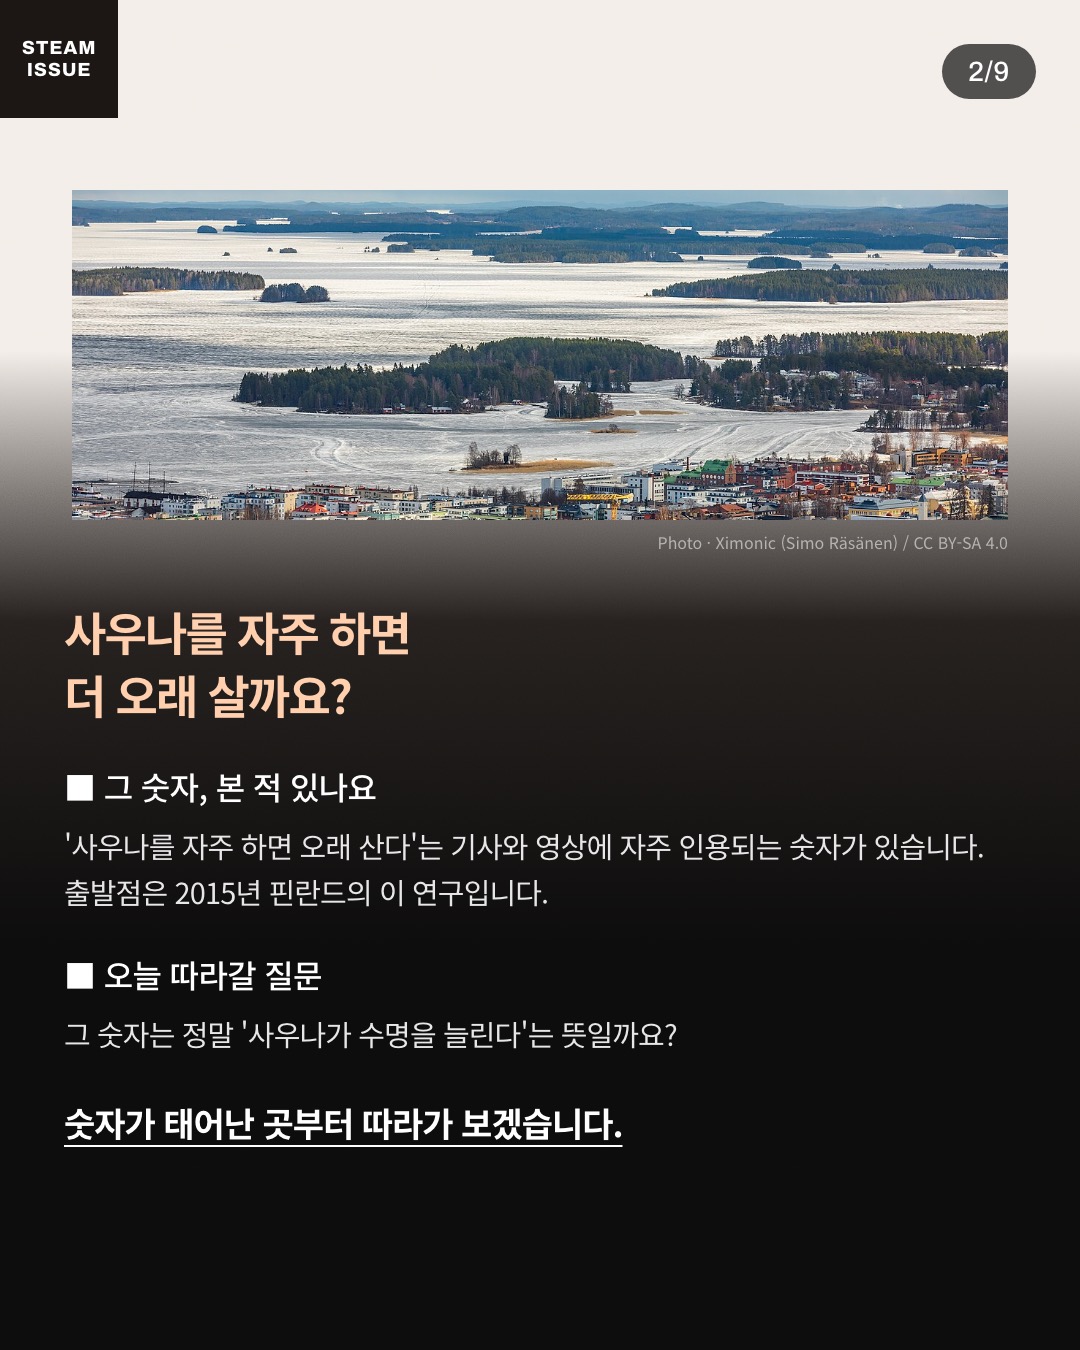 STEAM
ISSUE
2/9
Photo · Ximonic (Simo Räsänen) / CC BY-SA 4.0
사우나를 자주 하면
더 오래 살까요?
■ 그 숫자, 본 적 있나요
'사우나를 자주 하면 오래 산다'는 기사와 영상에 자주 인용되는 숫자가 있습니다.
출발점은 2015년 핀란드의 이 연구입니다.
■ 오늘 따라갈 질문
그 숫자는 정말 '사우나가 수명을 늘린다'는 뜻일까요?
숫자가 태어난 곳부터 따라가 보겠습니다.